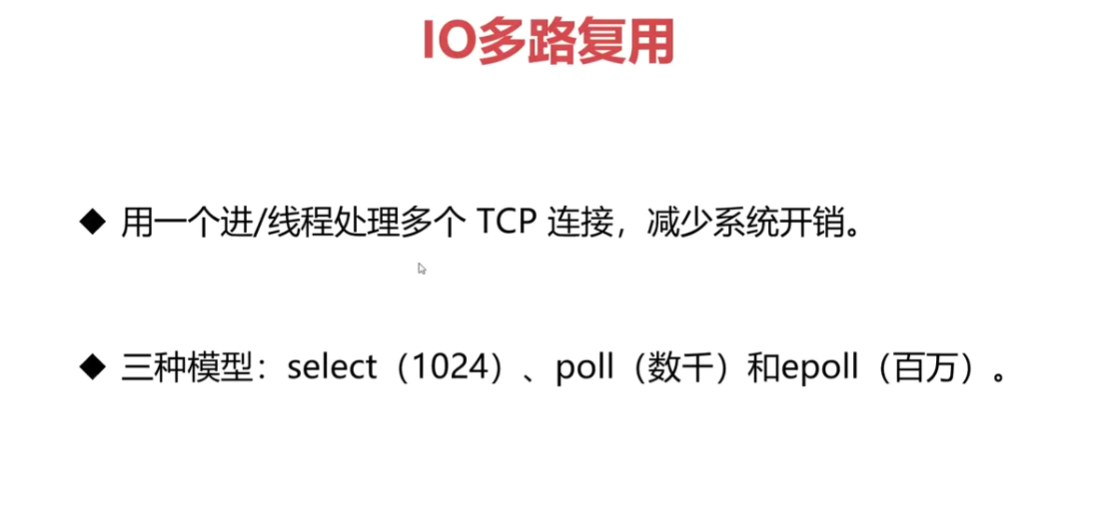 IO多路复用
◆ 用一个进/线程处理多个 TCP 连接，减少系统开销。
◆ 三种模型：select（1024）、poll（数千）和epoll（百万）。